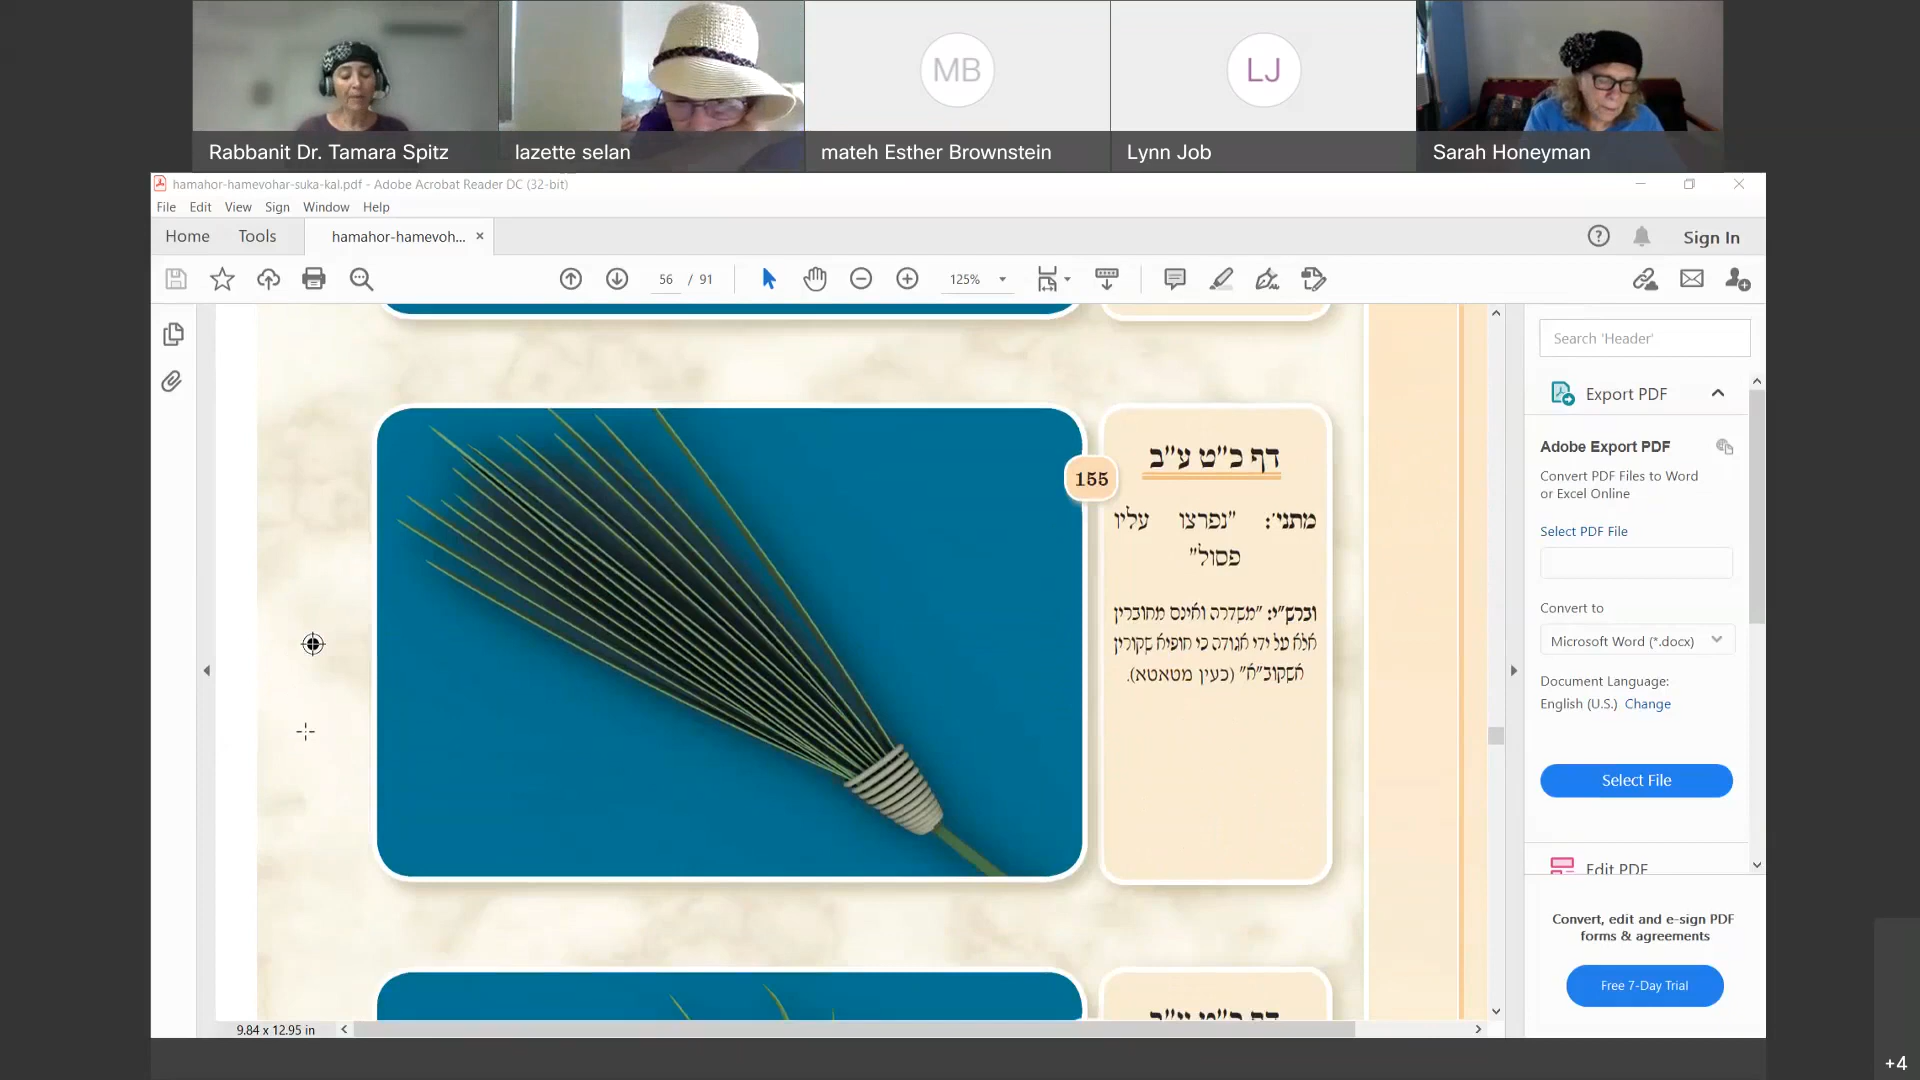 MB
LJ
Rabbanit Dr. Tamara Spitz
lazette selan
mateh Esther Brownstein
Lynn Job
Sarah Honeyman
hamahor-hamevohar-suka-kal.pdf - Adobe Acrobat Reader DC (32-bit)
File Edit View Sign Window Help
Home Tools hamahor-hamevoh... ×
Sign In
56 / 91
125%
155
דף כ"ט ע"ב
מתני': "נפרצו עליו
פסול"
וברש"י: "משדרה ואינם מחוברין
אלא על ידי אגודה כי חופיא שקורין
אשקוב"א" (כעין מטאטא).
דף כ"ט ע"ב
9.84 x 12.95 in
Search 'Header'
Export PDF
Adobe Export PDF
Convert PDF Files to Word
or Excel Online
Select PDF File
Convert to
Microsoft Word (*.docx)
Document Language:
English (U.S.) Change
Select File
Edit PDF
Convert, edit and e-sign PDF
forms & agreements
Free 7-Day Trial
+4